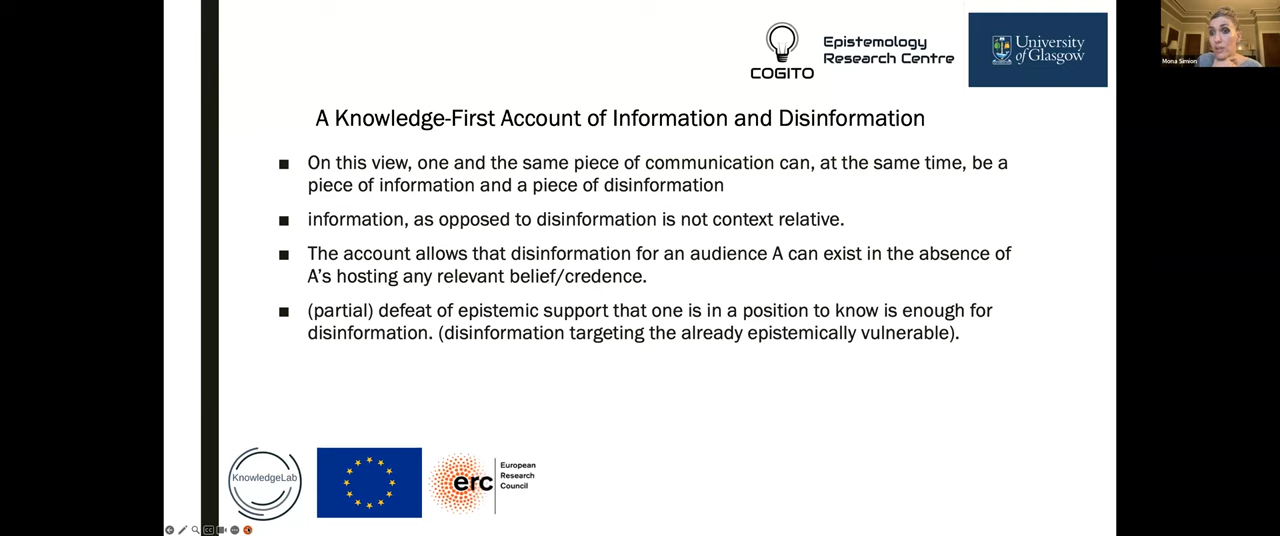 COGITO
Epistemology
Research Centre
University
of Glasgow
Mona Simion
A Knowledge-First Account of Information and Disinformation
On this view, one and the same piece of communication can, at the same time, be a
piece of information and a piece of disinformation
information, as opposed to disinformation is not context relative.
The account allows that disinformation for an audience A can exist in the absence of
A's hosting any relevant belief/credence.
(partial) defeat of epistemic support that one is in a position to know is enough for
disinformation. (disinformation targeting the already epistemically vulnerable).
KnowledgeLab
erc
European
Research
Council